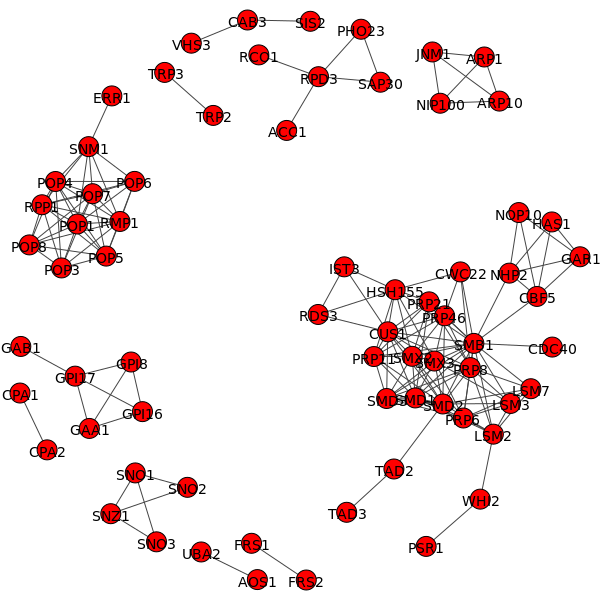 CAB3
SIS2
VHS3
PHO23
RCC1
RPD3
SAP30
ACC1
JNM1
ARP1
NIP100
ARP10
TRP3
TRP2
ERR1
SNM1
POP4
POP6
POP7
RPP1
POP1
RMP1
POP8
POP3
POP5
NOP10
HAS1
GAR1
NHP2
CBF5
IST3
CWC22
HSH155
PRP21
RDS3
PRP46
CUS1
SMB1
CDC40
PRP11
SMX2
SMX3
PRP8
LSM7
SMD3
SMD1
SMD2
LSM3
PRP6
LSM2
GAB1
GPI8
GPI17
CPA1
GPI16
GAA1
CPA2
TAD2
SNO1
SNO2
WHI2
TAD3
SNZ1
SNO3
UBA2
FRS1
PSR1
AOS1
FRS2